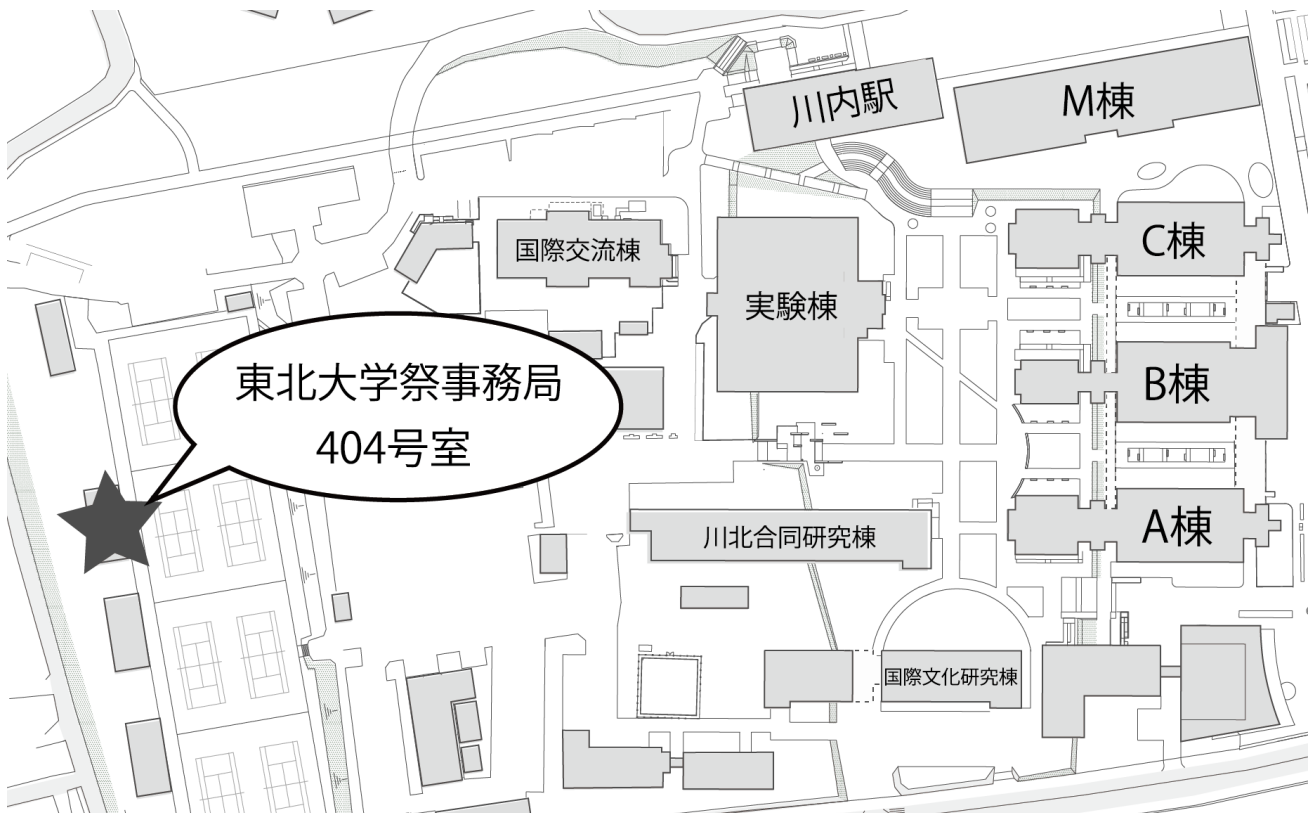 川内駅
M棟
国際交流棟
C棟
実験棟
東北大学祭事務局
404号室
B棟
川北合同研究棟
A棟
国際文化研究棟